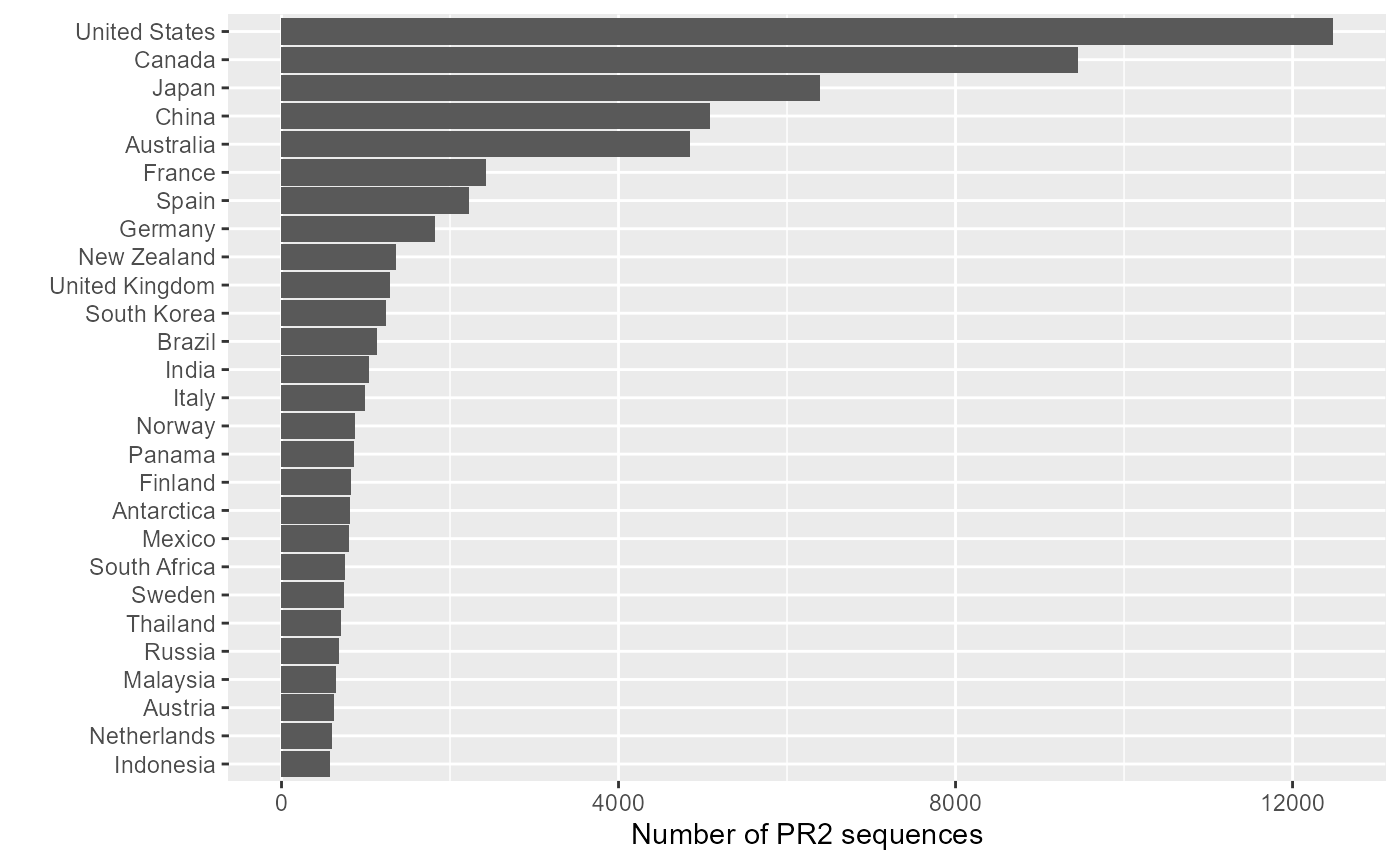 United States
Canada
Japan
China
Australia
France
Spain
Germany
New Zealand
United Kingdom
South Korea
Brazil
India
Italy
Norway
Panama
Finland
Antarctica
Mexico
South Africa
Sweden
Thailand
Russia
Malaysia
Austria
Netherlands
Indonesia
0 4000 8000 12000
Number of PR2 sequences